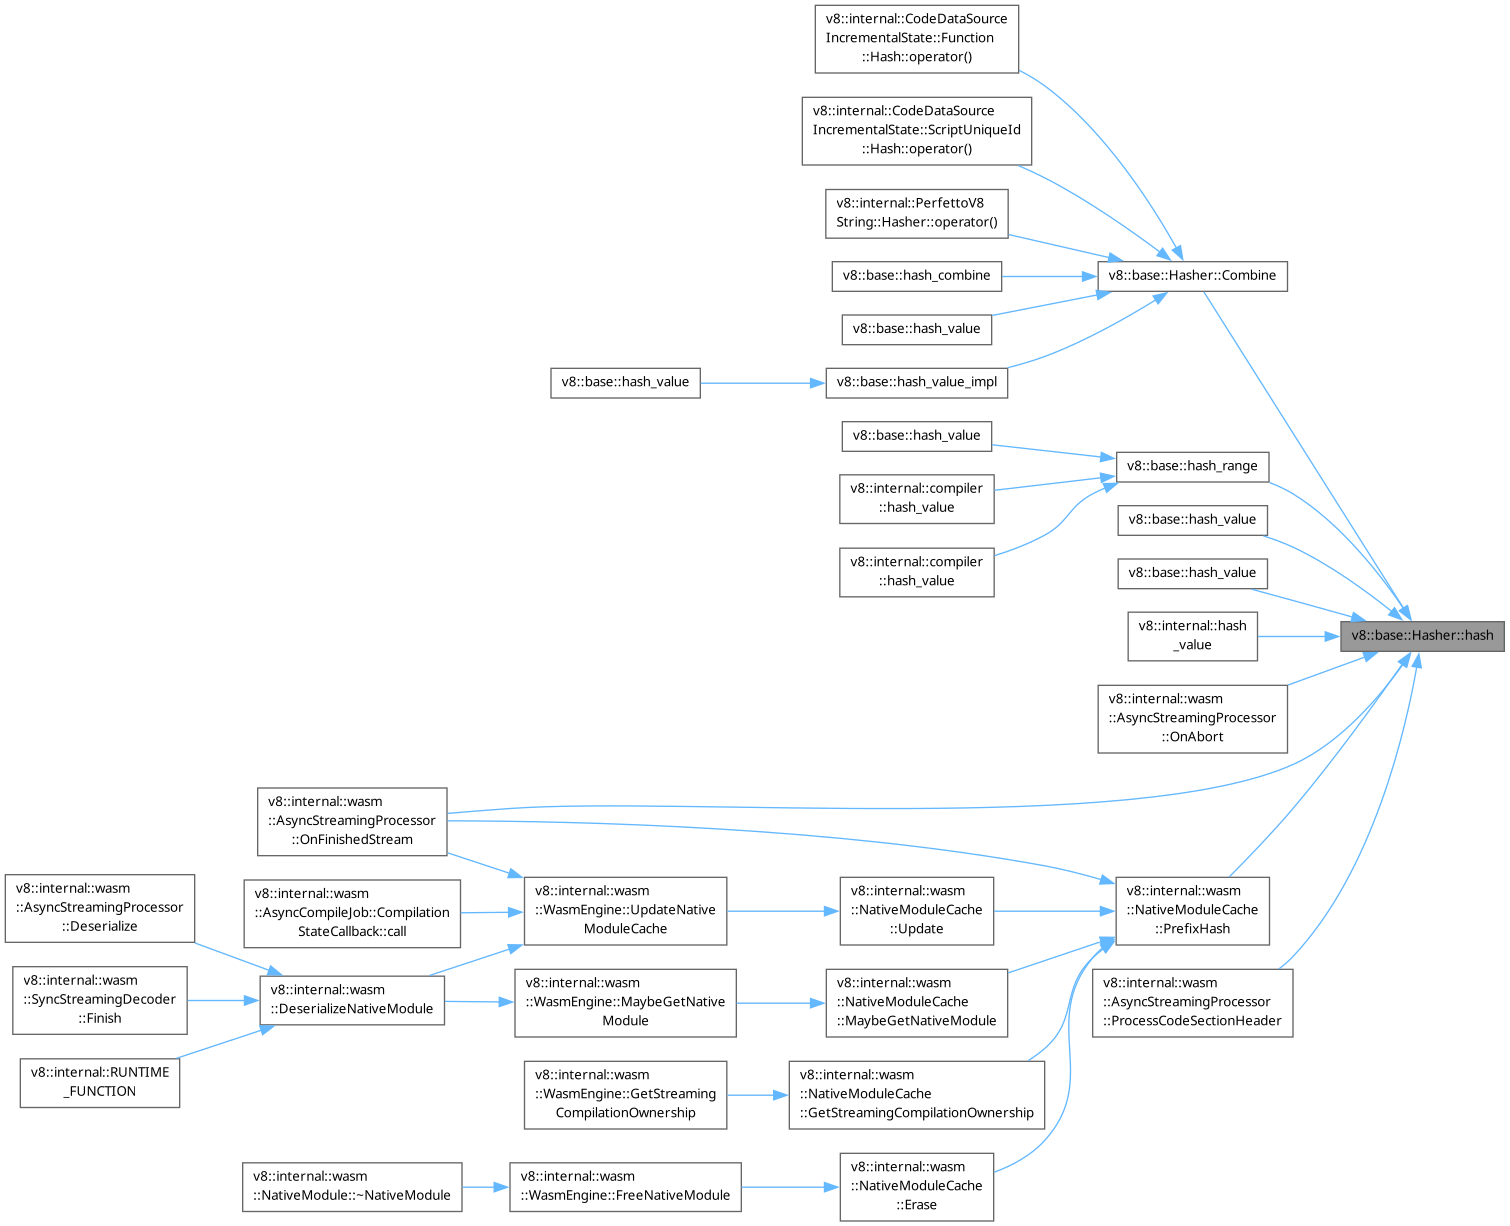 v8::internal::CodeDataSource
IncrementalState::Function
::Hash::operator()
v8::internal::CodeDataSource
IncrementalState::ScriptUniqueId
::Hash::operator()
v8::internal::PerfettoV8
String::Hasher::operator()
v8::base::hash_combine
v8::base::Hasher::Combine
v8::base::hash_value
v8::base::hash_value
v8::base::hash_value_impl
v8::base::hash_value
v8::base::hash_range
v8::internal::compiler
::hash_value
v8::base::hash_value
v8::internal::compiler
::hash_value
v8::base::hash_value
v8::internal::hash
_value
v8::base::Hasher::hash
v8::internal::wasm
::AsyncStreamingProcessor
::OnAbort
v8::internal::wasm
::AsyncStreamingProcessor
::OnFinishedStream
v8::internal::wasm
::AsyncStreamingProcessor
::Deserialize
v8::internal::wasm
::AsyncCompileJob::Compilation
StateCallback::call
v8::internal::wasm
::WasmEngine::UpdateNative
ModuleCache
v8::internal::wasm
::NativeModuleCache
::Update
v8::internal::wasm
::NativeModuleCache
::PrefixHash
v8::internal::wasm
::SyncStreamingDecoder
::Finish
v8::internal::wasm
::DeserializeNativeModule
v8::internal::wasm
::WasmEngine::MaybeGetNative
Module
v8::internal::wasm
::NativeModuleCache
::MaybeGetNativeModule
v8::internal::wasm
::AsyncStreamingProcessor
::ProcessCodeSectionHeader
v8::internal::RUNTIME
_FUNCTION
v8::internal::wasm
::WasmEngine::GetStreaming
CompilationOwnership
v8::internal::wasm
::NativeModuleCache
::GetStreamingCompilationOwnership
v8::internal::wasm
::NativeModule::~NativeModule
v8::internal::wasm
::WasmEngine::FreeNativeModule
v8::internal::wasm
::NativeModuleCache
::Erase